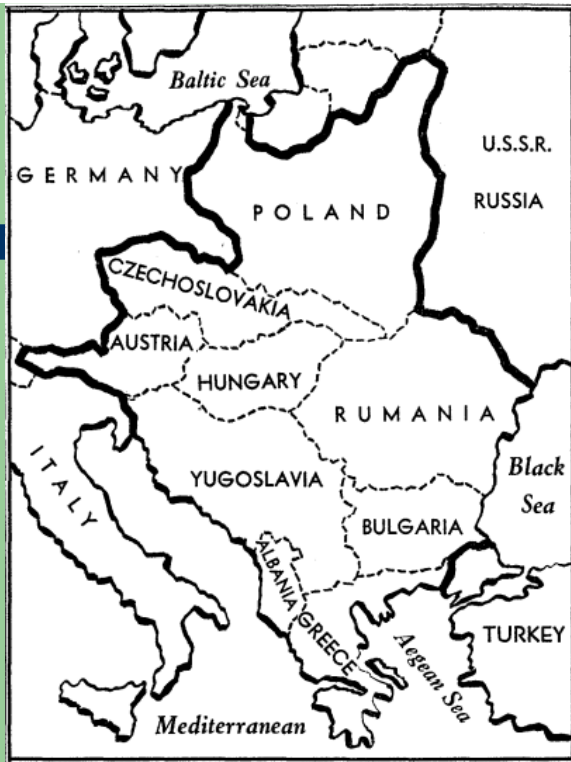 Baltic Sea
U.S.S.R.
RUSSIA
GERMANY
POLAND
CZECHOSLOVAKIA
AUSTRIA
HUNGARY
RUMANIA
ITALY
YUGOSLAVIA
Black
Sea
BULGARIA
ALBANIA
GREECE
Aegean Sea
TURKEY
Mediterranean